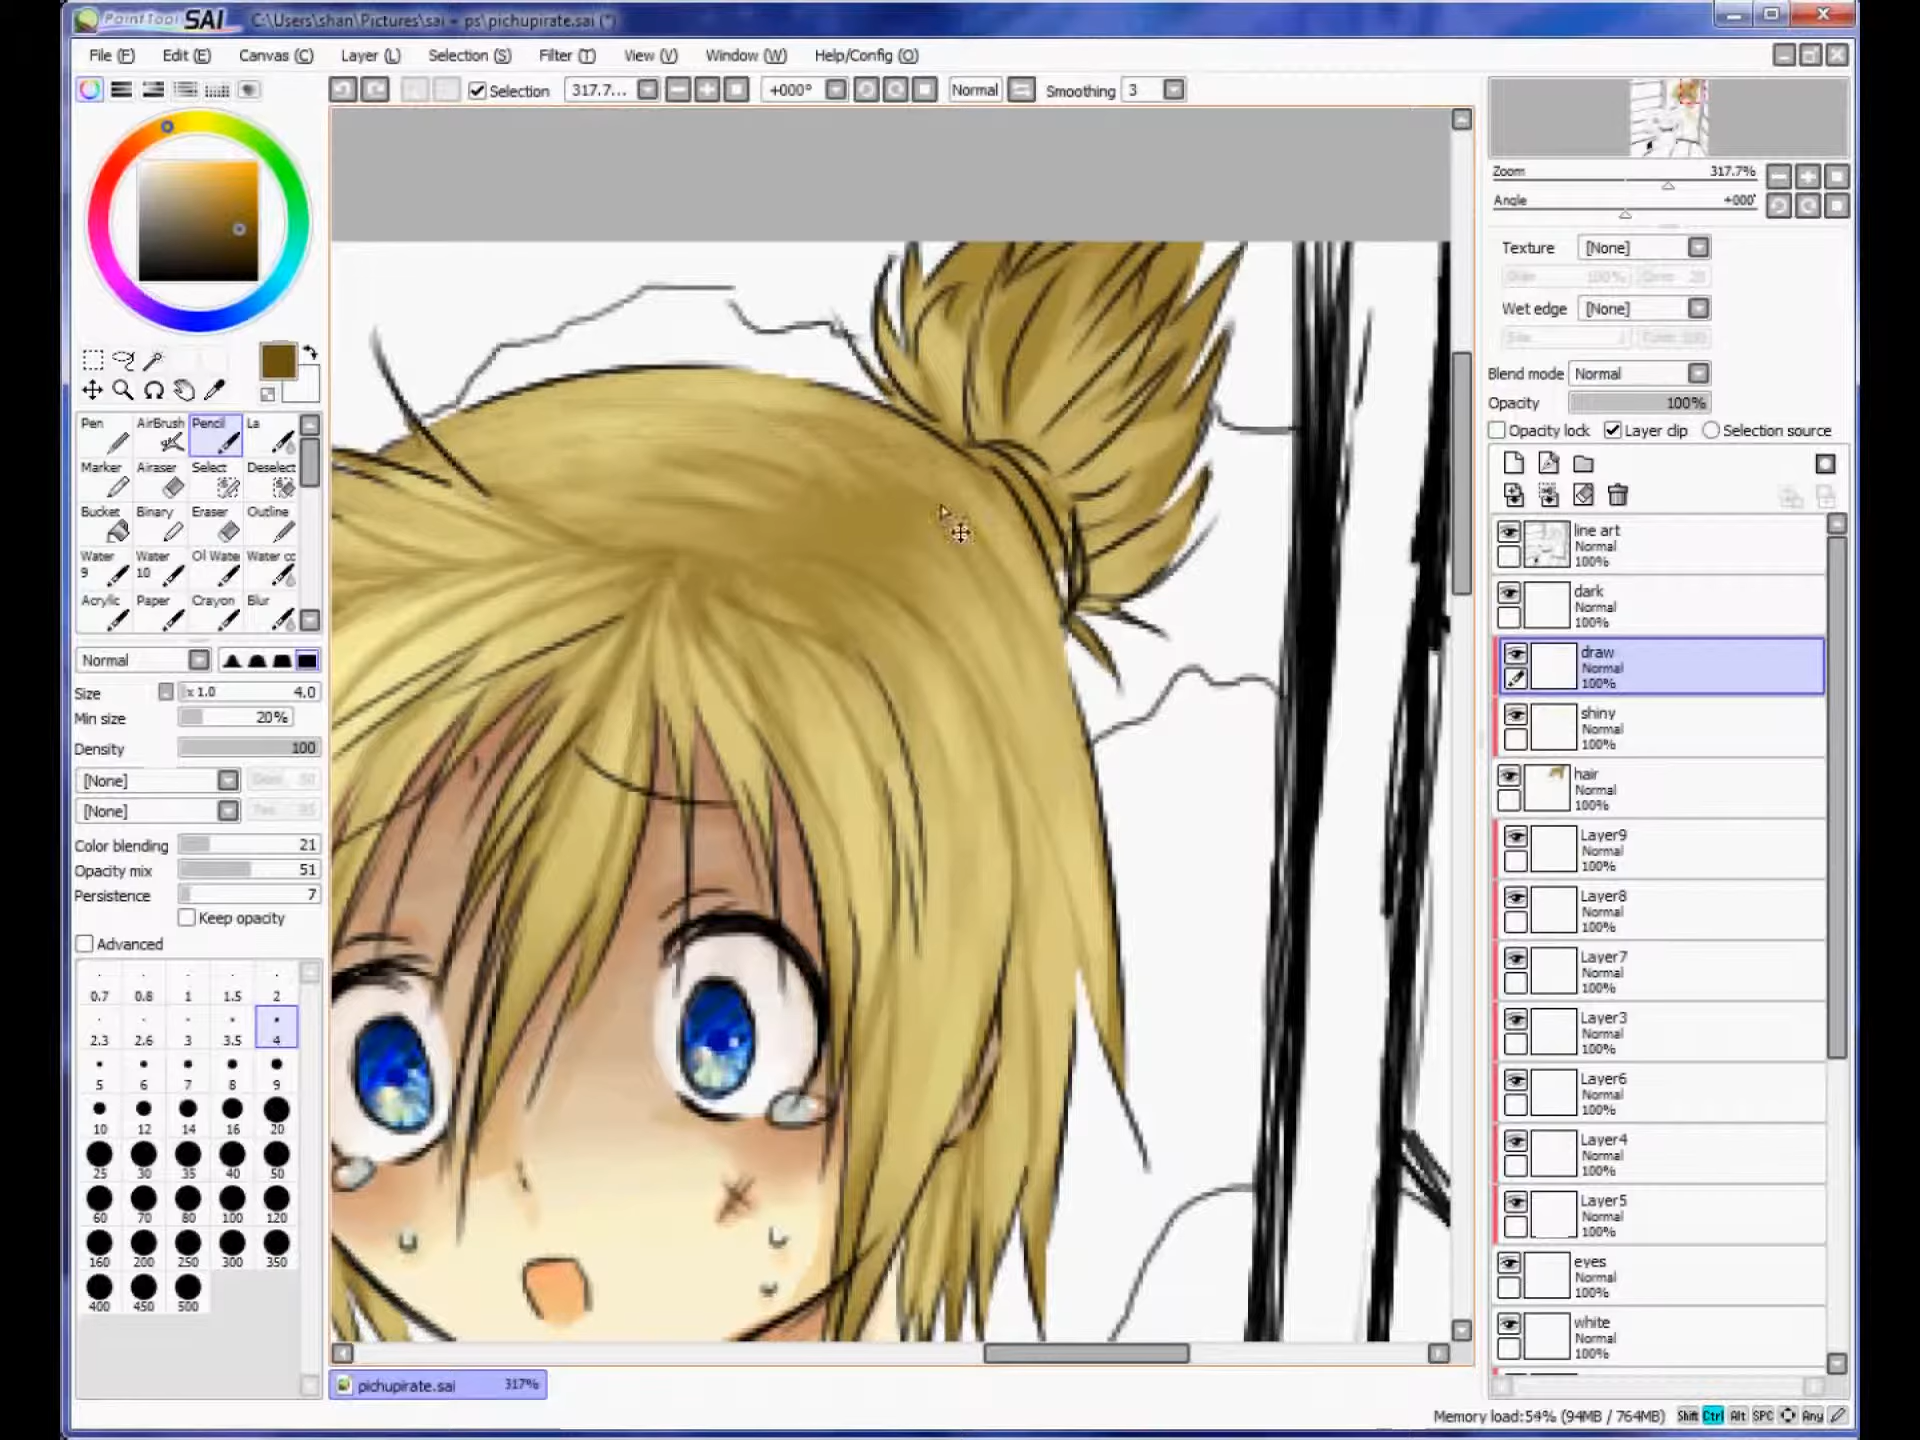 PaintTool SAI C:\Users\shan\Pictures\sai - ps\pichupirate.sai (*)
File (F) Edit (E) Canvas (C) Layer (L) Selection (S) Filter (T) View (V) Window (W) Help/Config (O)
Selection 317.7... +000° Normal Smoothing 3
Zoom 317.7%
Angle +000°
Texture [None]
100% 20
Wet edge [None]
Blend mode Normal
Opacity 100%
Opacity lock Layer clip Selection source
Pen AirBrush Pencil La
Marker Airaser Select Deselect
Bucket Binary Eraser Outline
Water 9 Water 10 Ol Wate Water cc
Acrylic Paper Crayon Blur
Normal
Size x 1.0 4.0
Min size 20%
Density 100
[None]
[None]
Color blending 21
Opacity mix 51
Persistence 7
Keep opacity
Advanced
0.7 0.8 1 1.5 2
2.3 2.6 3 3.5 4
5 6 7 8 9
10 12 14 16 20
25 30 35 40 50
60 70 80 100 120
160 200 250 300 350
400 450 500
line art
Normal
100%
dark
Normal
100%
draw
Normal
100%
shiny
Normal
100%
hair
Normal
100%
Layer9
Normal
100%
Layer8
Normal
100%
Layer7
Normal
100%
Layer3
Normal
100%
Layer6
Normal
100%
Layer4
Normal
100%
Layer5
Normal
100%
eyes
Normal
100%
white
Normal
100%
pichupirate.sai 317%
Memory load:54% (94MB / 764MB) Shift Ctrl Alt SPC Any